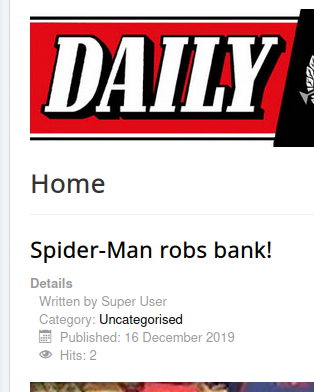 DAILY
Home
Spider-Man robs bank!
Details
Written by Super User
Category: Uncategorised
Published: 16 December 2019
Hits: 2